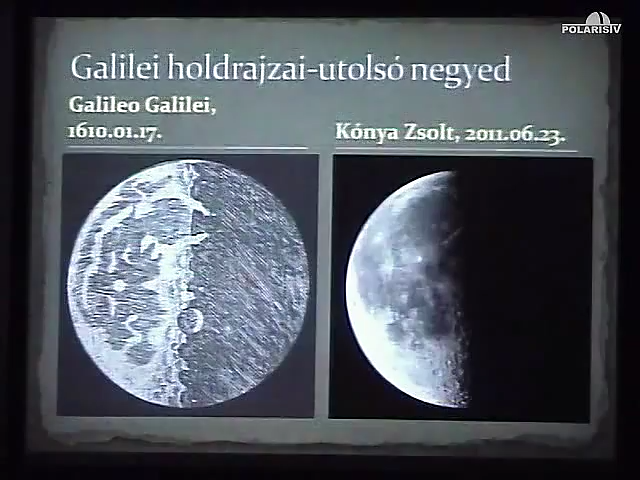 POLARISTV
Galilei holdrajzai-utolsó negyed
Galileo Galilei,
1610.01.17.
Kónya Zsolt, 2011.06.23.